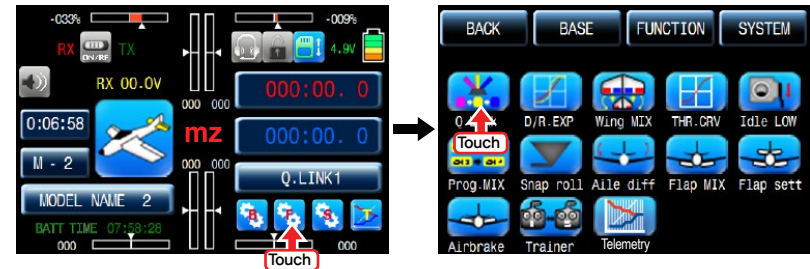 -033% -009%
RX ON/RF TX 4.9V
RX 00.0V
000 000 000:00. 0
0:06:58 mz 000:00. 0
M - 2 000 000
Q.LINK1
MODEL NAME 2
B F S T
BATT TIME 07:58:28
000 000
Touch
BACK BASE FUNCTION SYSTEM
D/R.EXP Wing MIX THR.CRV Idle LOW
Touch
CH3 CH4
Prog.MIX Snap roll Aile diff Flap MIX Flap sett
Airbrake Trainer Telemetry